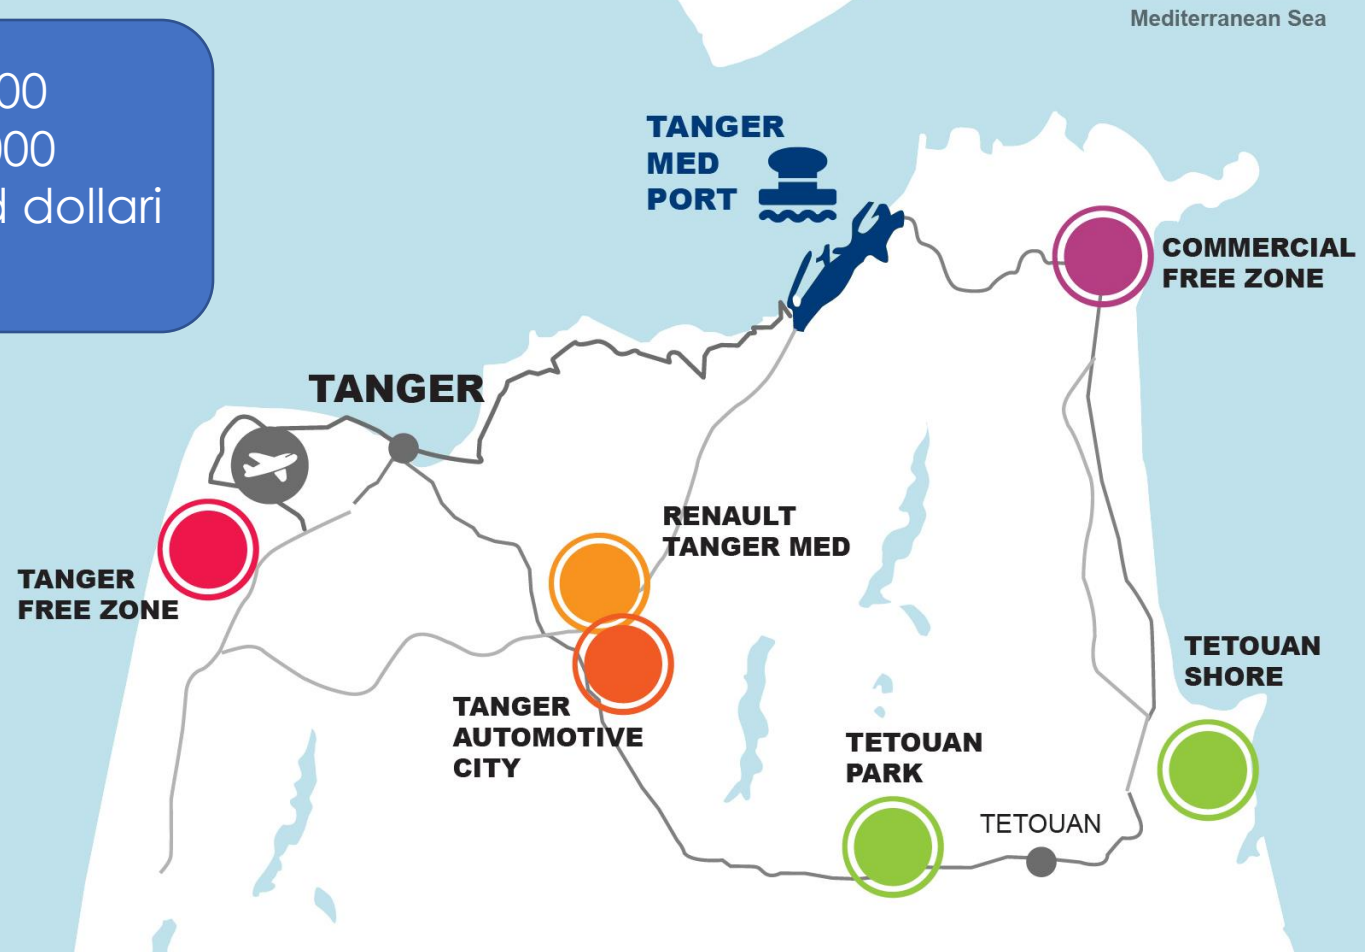 Mediterranean Sea
00
000
dollari
TANGER
MED
PORT
COMMERCIAL
FREE ZONE
TANGER
RENAULT
TANGER MED
TANGER
FREE ZONE
TETOUAN
SHORE
TANGER
AUTOMOTIVE
CITY
TETOUAN
PARK
TETOUAN